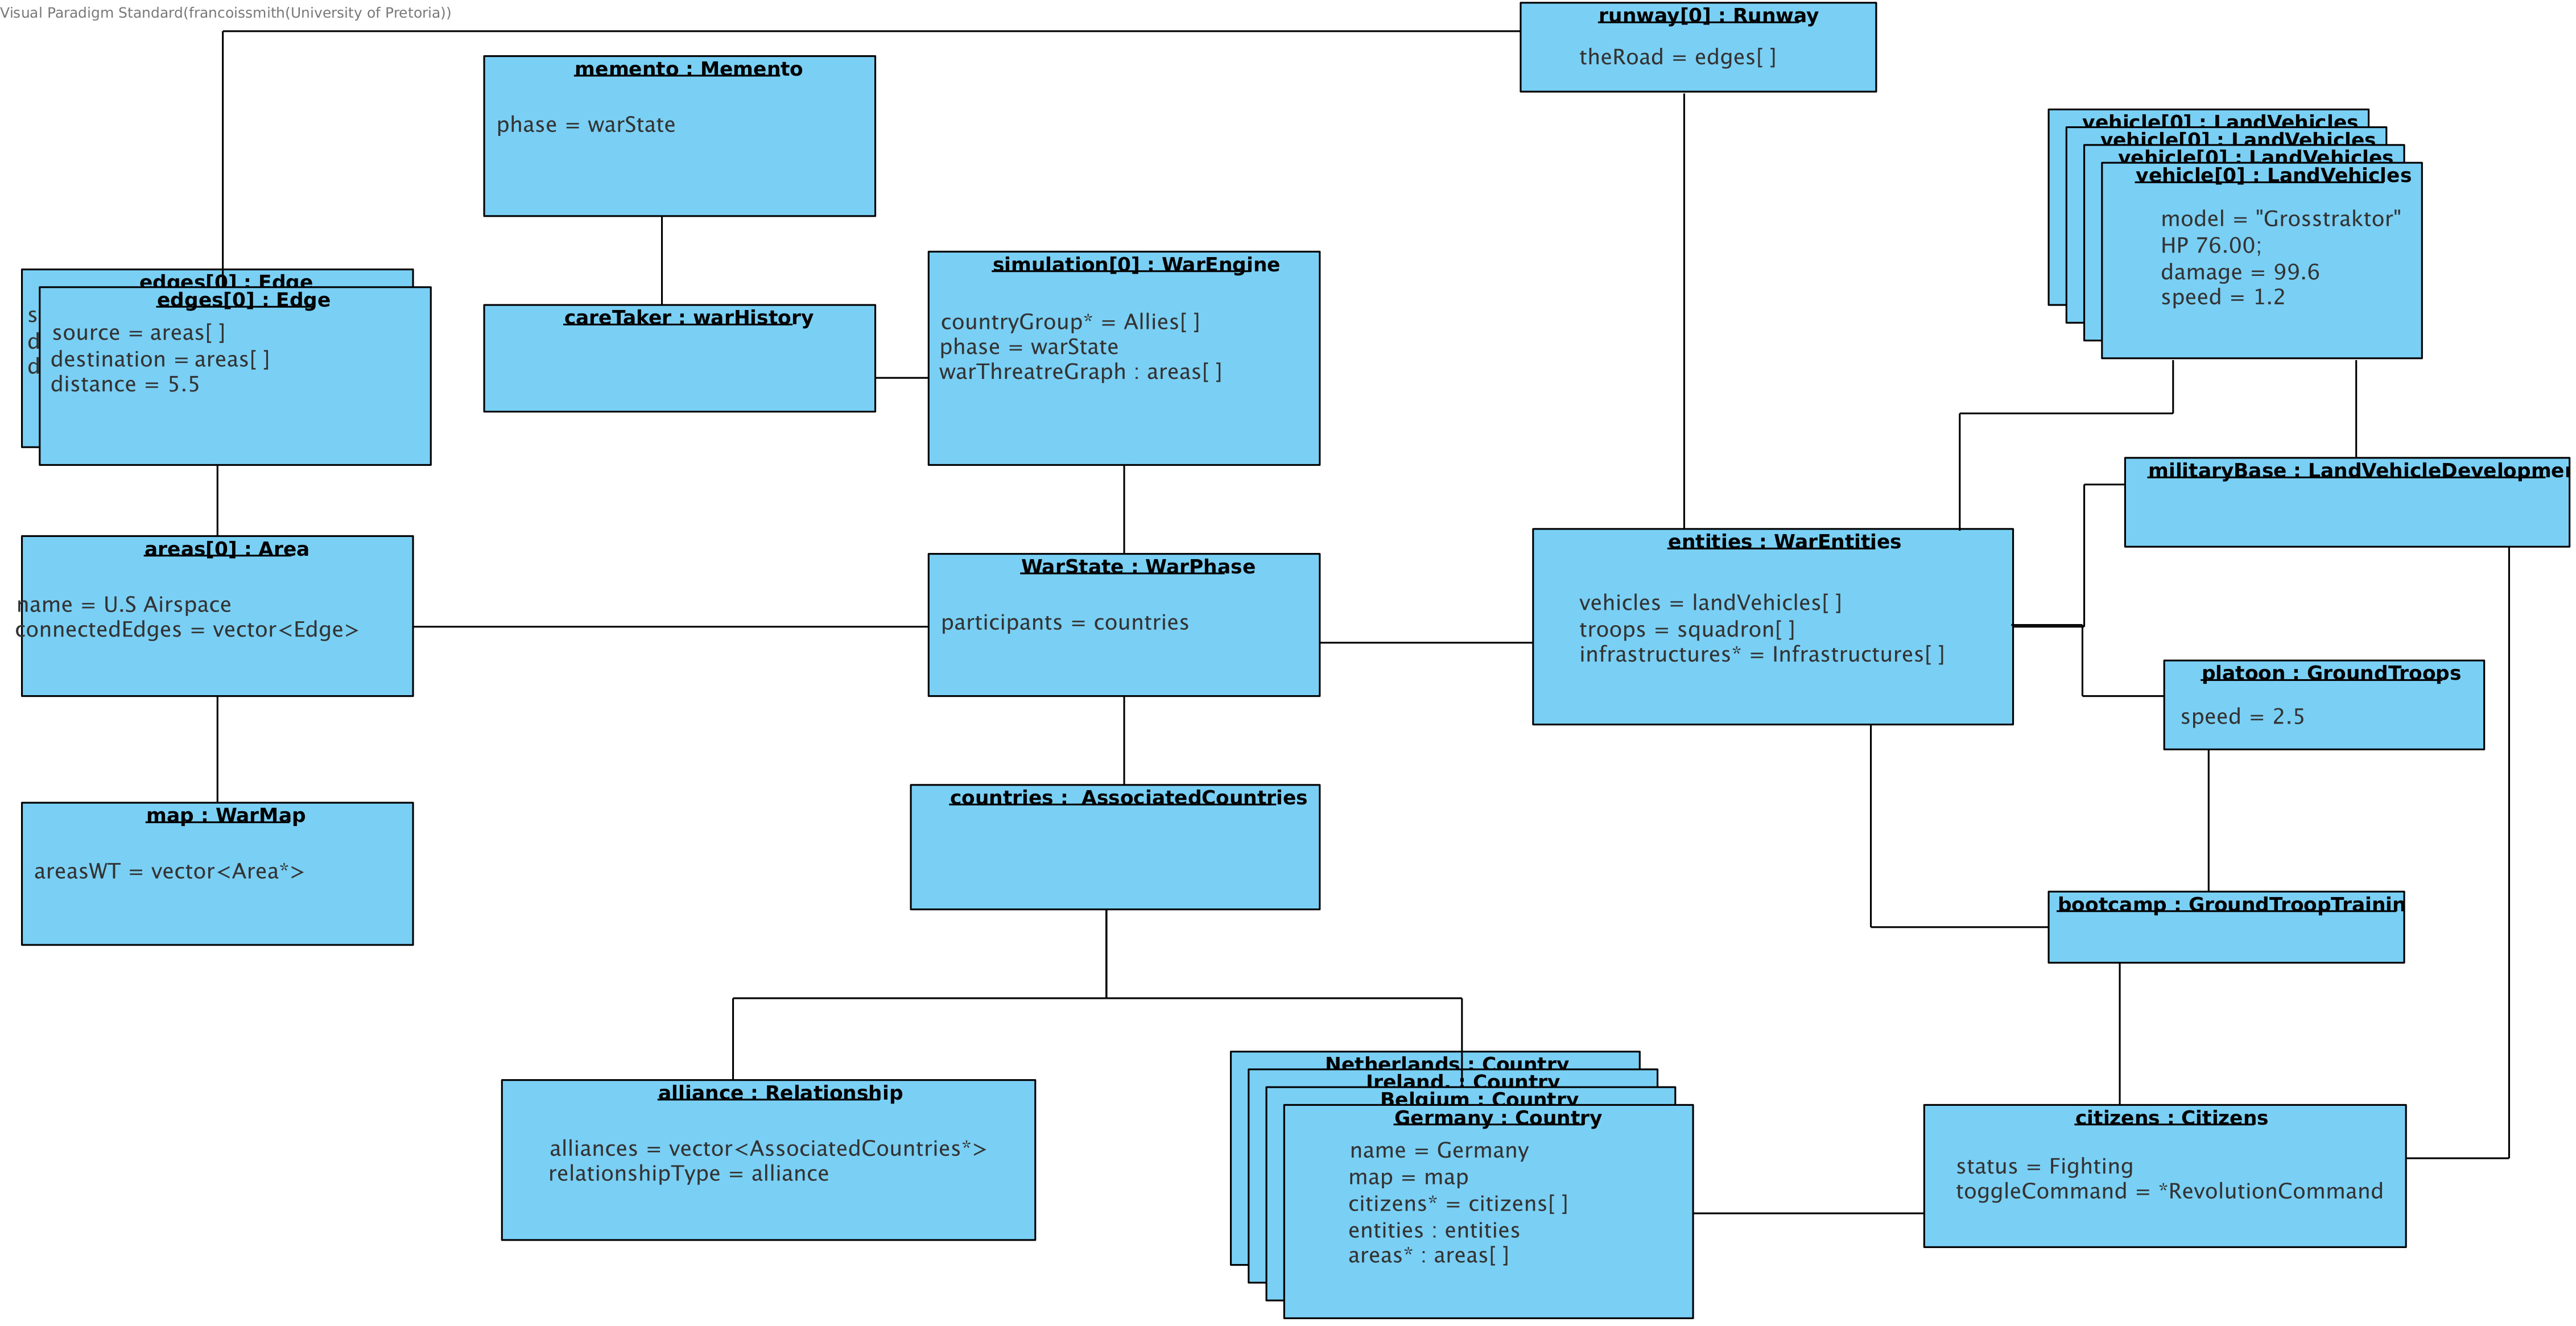 Visual Paradigm Standard(francoissmith(University of Pretoria))
runway[0] : Runway
theRoad = edges[ ]
memento : Memento
phase = warState
vehicle[0] : LandVehicles
vehicle[0] : LandVehicles
vehicle[0] : LandVehicles
vehicle[0] : LandVehicles
model = "Grosstraktor"
HP 76.00;
damage = 99.6
speed = 1.2
edges[0] : Edge
edges[0] : Edge
s
d
d
source = areas[ ]
destination = areas[ ]
distance = 5.5
careTaker : warHistory
simulation[0] : WarEngine
countryGroup* = Allies[ ]
phase = warState
warThreatreGraph : areas[ ]
militaryBase : LandVehicleDevelopmen
areas[0] : Area
name = U.S Airspace
connectedEdges = vector<Edge>
WarState : WarPhase
participants = countries
entities : WarEntities
vehicles = landVehicles[ ]
troops = squadron[ ]
infrastructures* = Infrastructures[ ]
platoon : GroundTroops
speed = 2.5
map : WarMap
areasWT = vector<Area*>
countries :  AssociatedCountries
bootcamp : GroundTroopTrainin
alliance : Relationship
alliances = vector<AssociatedCountries*>
relationshipType = alliance
Netherlands : Country
Ireland. : Country
Belgium : Country
Germany : Country
name = Germany
map = map
citizens* = citizens[ ]
entities : entities
areas* : areas[ ]
citizens : Citizens
status = Fighting
toggleCommand = *RevolutionCommand